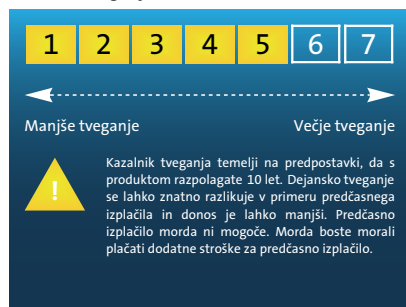 1 2 3 4 5 6 7
Manjše tveganje Večje tveganje
!
Kazalnik tveganja temelji na predpostavki, da s
produktom razpolagate 10 let. Dejansko tveganje
se lahko znatno razlikuje v primeru predčasnega
izplačila in donos je lahko manjši. Predčasno
izplačilo morda ni mogoče. Morda boste morali
plačati dodatne stroške za predčasno izplačilo.